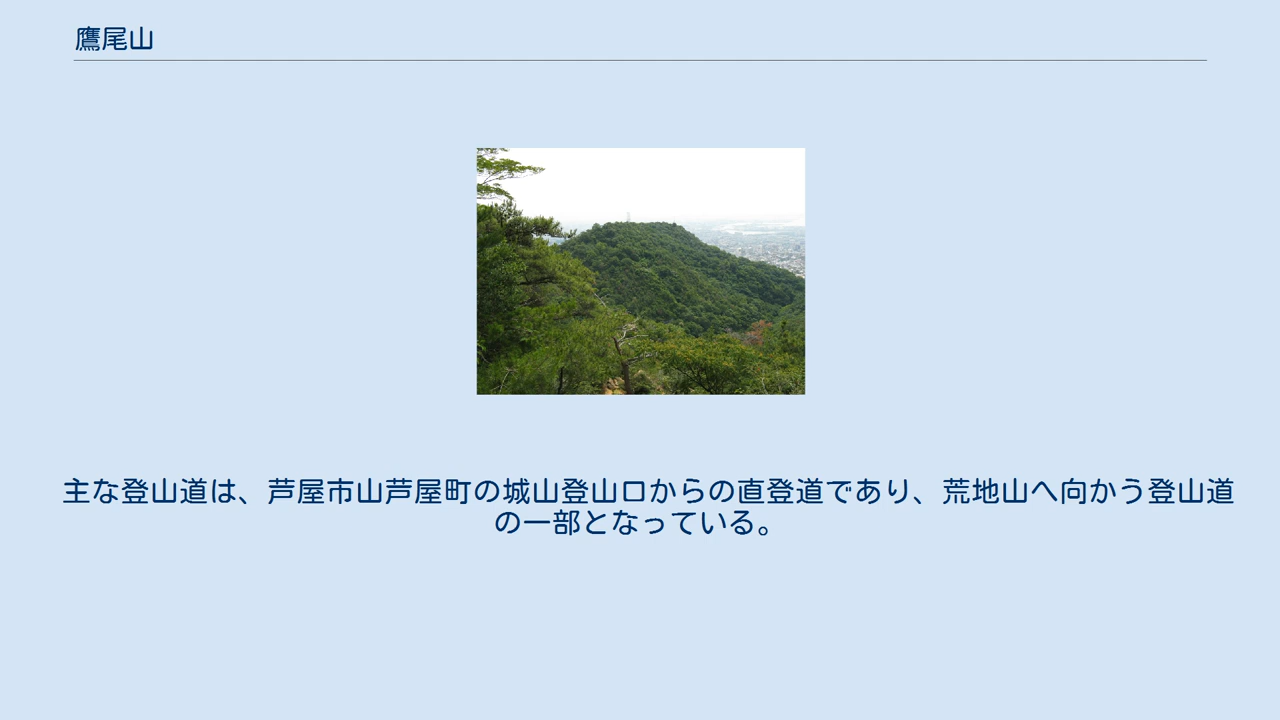 鷹尾山
主な登山道は、芦屋市山芦屋町の城山登山口からの直登道であり、荒地山へ向かう登山道
の一部となっている。